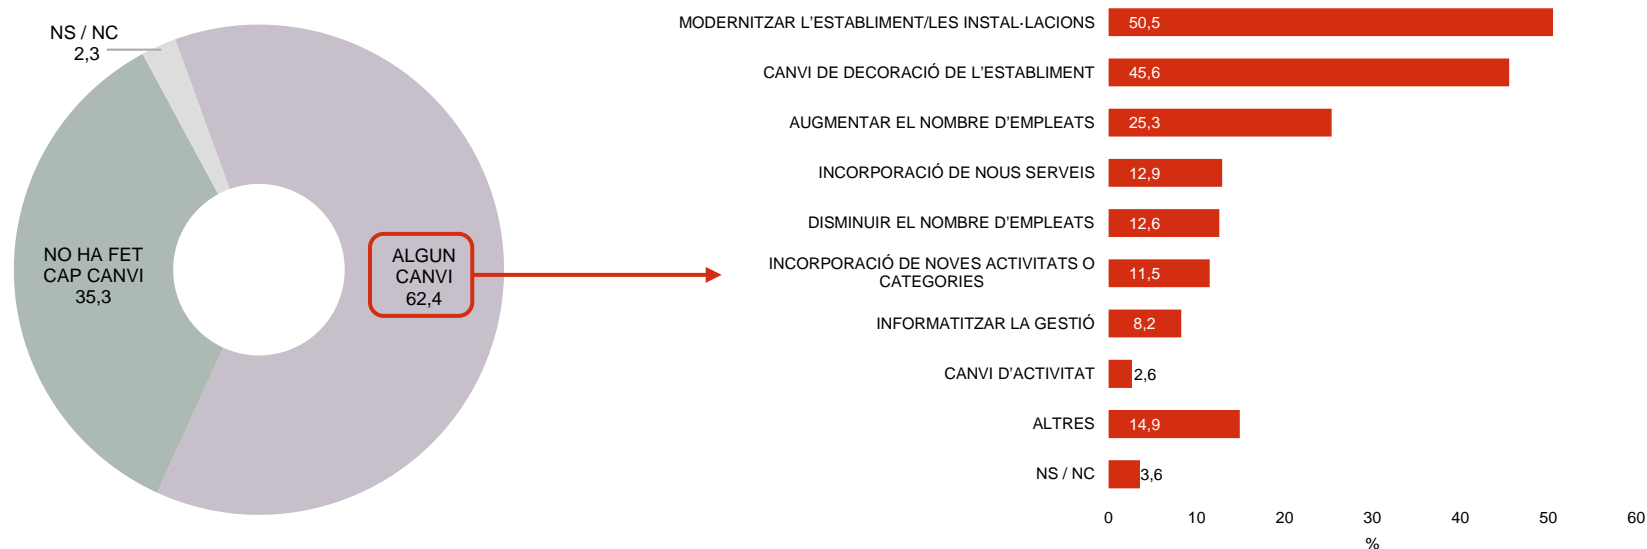 NS / NC
2,3
NO HA FET
CAP CANVI
35,3
ALGUN
CANVI
62,4
MODERNITZAR L'ESTABLIMENT/LES INSTAL·LACIONS
50,5
CANVI DE DECORACIÓ DE L'ESTABLIMENT
45,6
AUGMENTAR EL NOMBRE D'EMPLEATS
25,3
INCORPORACIÓ DE NOUS SERVEIS
12,9
DISMINUIR EL NOMBRE D'EMPLEATS
12,6
INCORPORACIÓ DE NOVES ACTIVITATS O
CATEGORIES
11,5
INFORMATITZAR LA GESTIÓ
8,2
CANVI D'ACTIVITAT
2,6
ALTRES
14,9
NS / NC
3,6
0 10 20 30 40 50 60
%